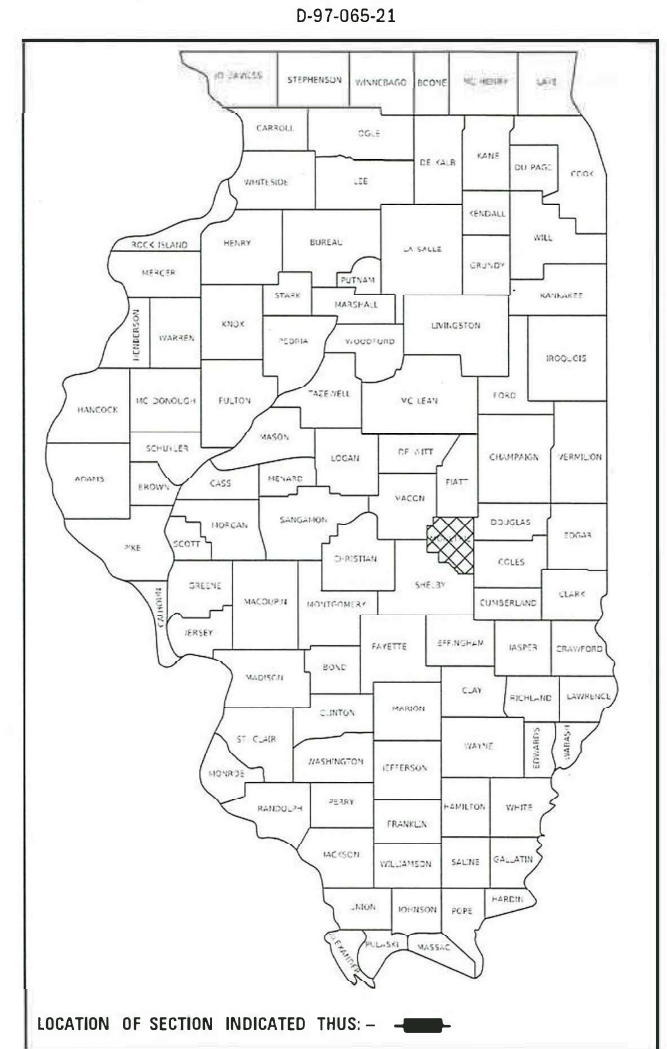 D-97-065-21
JO DAVIESS STEPHENSON WINNEBAGO BOONE MC HENRY LAKE
CARROLL OGLE
DE KALB KANE
DU PAGE COOK
WHITESIDE LEE
KENDALL
ROCK ISLAND HENRY BUREAU LA SALLE WILL
MERCER PUTNAM GRUNDY
STARK MARSHALL KANKAKEE
HENDERSON WARREN KNOX PEORIA WOODFORD LIVINGSTON
IROQUOIS
HANCOCK MC DONOUGH FULTON TAZEWELL MC LEAN FORD
MASON
SCHUYLER LOGAN DE WITT CHAMPAIGN VERMILION
ADAMS BROWN CASS MENARD PIATT
MACON
PIKE SCOTT MORGAN SANGAMON DOUGLAS EDGAR
CHRISTIAN COLES
CALHOUN GREENE MACOUPIN MONTGOMERY SHELBY CUMBERLAND CLARK
JERSEY FAYETTE EFFINGHAM JASPER CRAWFORD
MADISON BOND
CLAY RICHLAND LAWRENCE
CLINTON MARION
ST. CLAIR WAYNE EDWARDS WABASH
MONROE WASHINGTON JEFFERSON
RANDOLPH PERRY HAMILTON WHITE
FRANKLIN
JACKSON WILLIAMSON SALINE GALLATIN
UNION JOHNSON POPE HARDIN
ALEXANDER PULASKI MASSAC
LOCATION OF SECTION INDICATED THUS: –